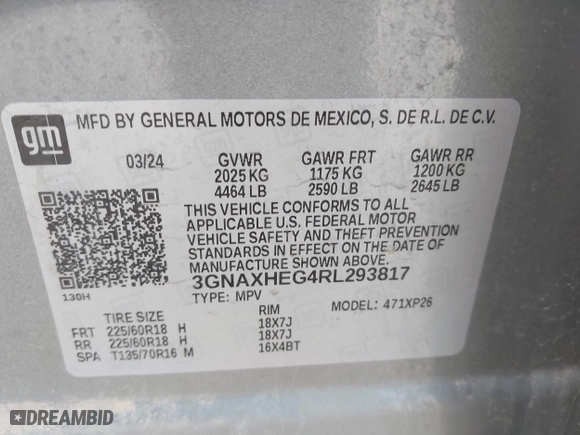 gm
MFD BY GENERAL MOTORS DE MEXICO, S. DE R.L. DE C.V.
03/24 GVWR GAWR FRT GAWR RR
2025 KG 1175 KG 1200 KG
4464 LB 2590 LB 2645 LB
THIS VEHICLE CONFORMS TO ALL
APPLICABLE U.S. FEDERAL MOTOR
VEHICLE SAFETY AND THEFT PREVENTION
STANDARDS IN EFFECT ON THE DATE OF
MANUFACTURE SHOWN ABOVE.
3GNAXHEG4RL293817
130H
TYPE: MPV MODEL: 471XP26
TIRE SIZE RIM
FRT 225/60R18 H 18X7J
RR 225/60R18 H 18X7J
SPA T135/70R16 M 16X4BT
DREAMBID